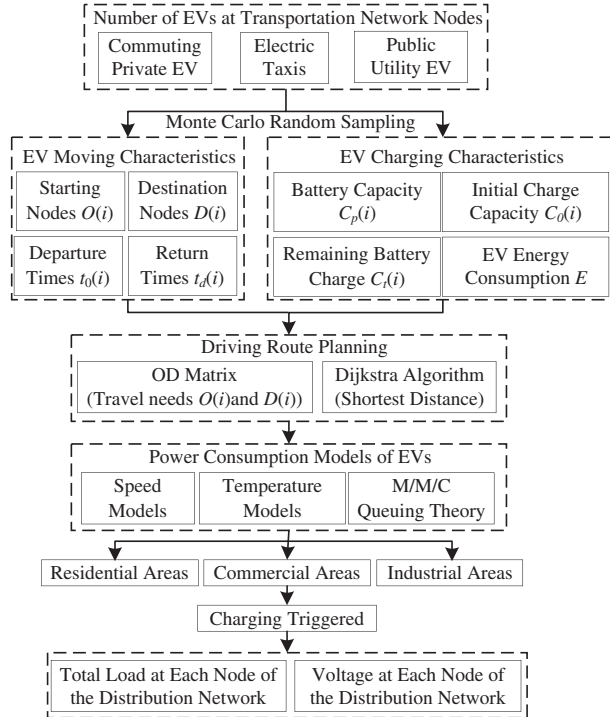 Number of EVs at Transportation Network Nodes
Commuting
Private EV
Electric
Taxis
Public
Utility EV
Monte Carlo Random Sampling
EV Moving Characteristics
Starting
Nodes O(i)
Destination
Nodes D(i)
Departure
Times t0(i)
Return
Times td(i)
EV Charging Characteristics
Battery Capacity
Cp(i)
Initial Charge
Capacity C0(i)
Remaining Battery
Charge Ct(i)
EV Energy
Consumption E
Driving Route Planning
OD Matrix
(Travel needs O(i)and D(i))
Dijkstra Algorithm
(Shortest Distance)
Power Consumption Models of EVs
Speed
Models
Temperature
Models
M/M/C
Queuing Theory
Residential Areas
Commercial Areas
Industrial Areas
Charging Triggered
Total Load at Each Node of
the Distribution Network
Voltage at Each Node of
the Distribution Network